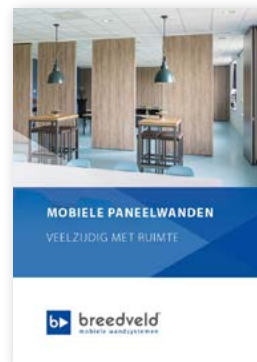 MOBIELE PANEELWANDEN
VEELZIJDIG MET RUIMTE
b
breedveld
mobiele wandsystemen